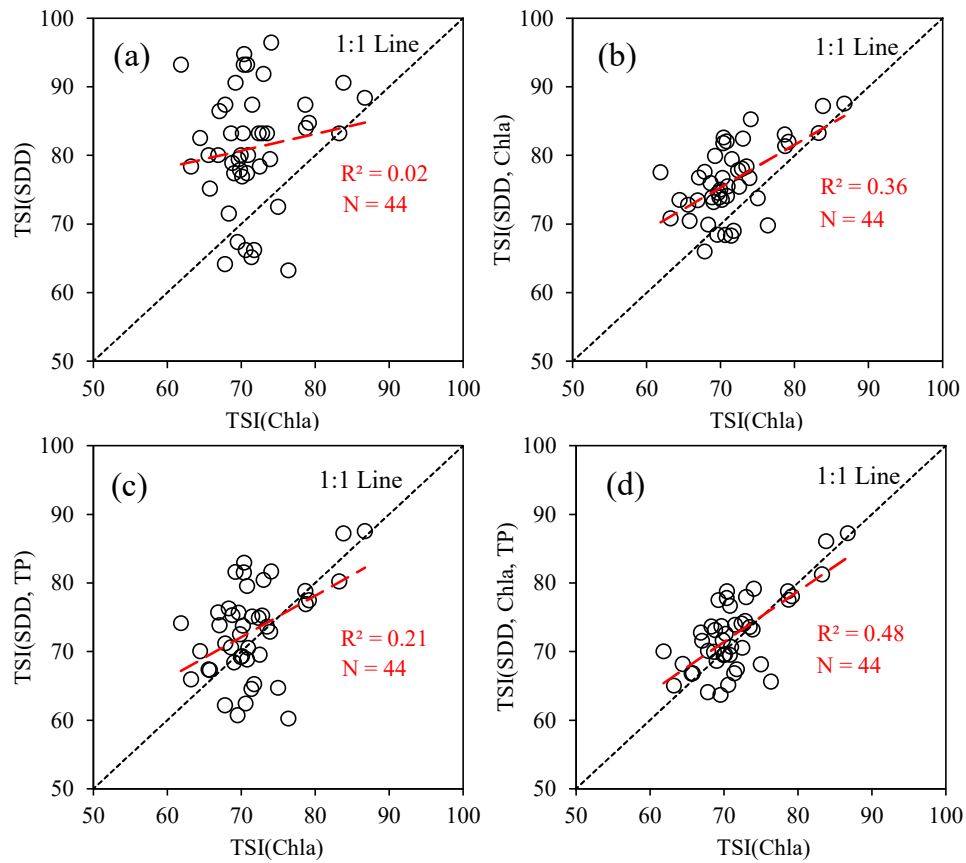 (a)
1:1 Line
R² = 0.02
N = 44
TSI(SDD)
100
90
80
70
60
50
50 60 70 80 90 100
TSI(Chla)
(b)
1:1 Line
R² = 0.36
N = 44
TSI(SDD, Chla)
100
90
80
70
60
50
50 60 70 80 90 100
TSI(Chla)
(c)
1:1 Line
R² = 0.21
N = 44
TSI(SDD, TP)
100
90
80
70
60
50
50 60 70 80 90 100
TSI(Chla)
(d)
1:1 Line
R² = 0.48
N = 44
TSI(SDD, Chla, TP)
100
90
80
70
60
50
50 60 70 80 90 100
TSI(Chla)